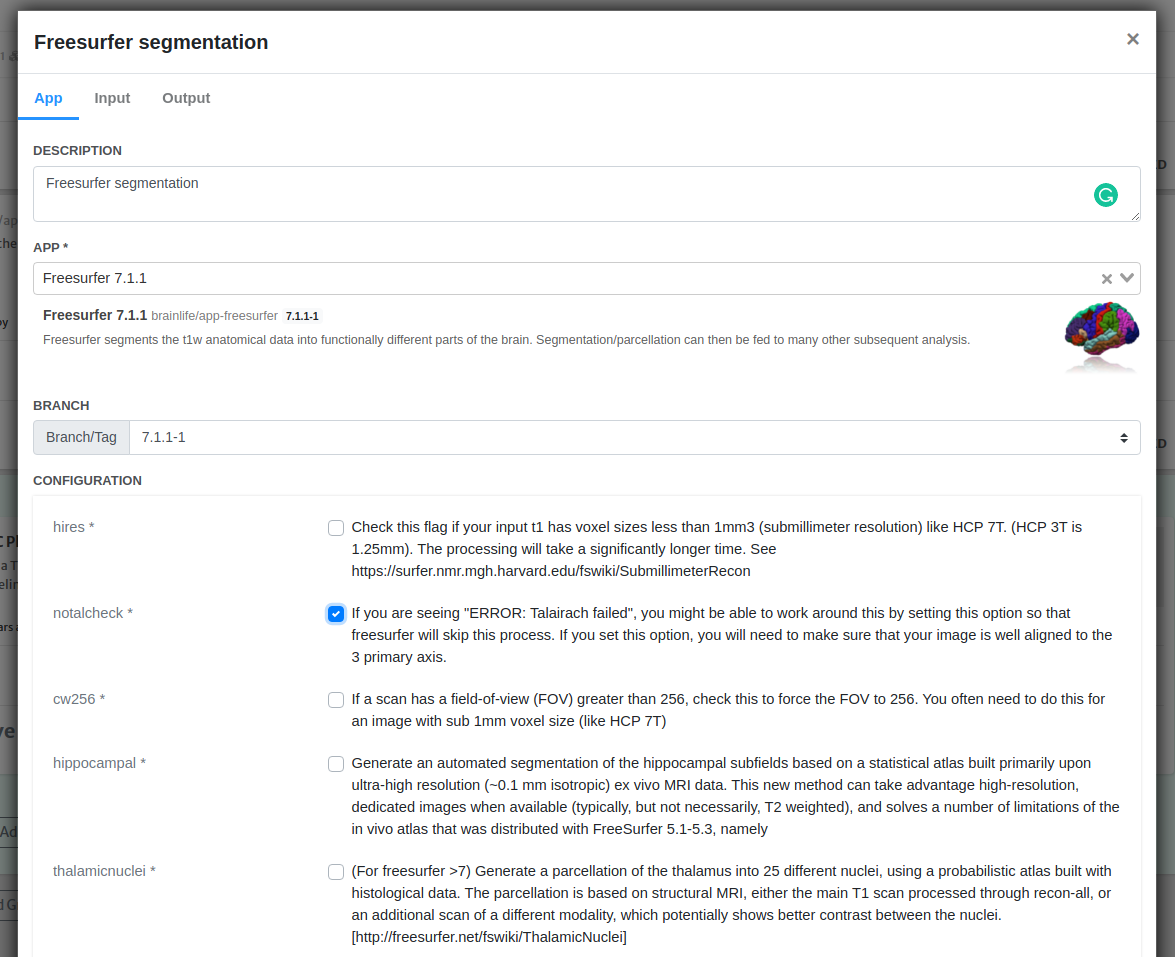 Freesurfer segmentation
×
App Input Output
DESCRIPTION
Freesurfer segmentation
APP *
Freesurfer 7.1.1
Freesurfer 7.1.1 brainlife/app-freesurfer 7.1.1-1
Freesurfer segments the t1w anatomical data into functionally different parts of the brain. Segmentation/parcellation can then be fed to many other subsequent analysis.
BRANCH
Branch/Tag 7.1.1-1
CONFIGURATION
hires * Check this flag if your input t1 has voxel sizes less than 1mm3 (submillimeter resolution) like HCP 7T. (HCP 3T is
1.25mm). The processing will take a significantly longer time. See
https://surfer.nmr.mgh.harvard.edu/fswiki/SubmillimeterRecon
notalcheck * If you are seeing "ERROR: Talairach failed", you might be able to work around this by setting this option so that
freesurfer will skip this process. If you set this option, you will need to make sure that your image is well aligned to the
3 primary axis.
cw256 * If a scan has a field-of-view (FOV) greater than 256, check this to force the FOV to 256. You often need to do this for
an image with sub 1mm voxel size (like HCP 7T)
hippocampal * Generate an automated segmentation of the hippocampal subfields based on a statistical atlas built primarily upon
ultra-high resolution (~0.1 mm isotropic) ex vivo MRI data. This new method can take advantage high-resolution,
dedicated images when available (typically, but not necessarily, T2 weighted), and solves a number of limitations of the
in vivo atlas that was distributed with FreeSurfer 5.1-5.3, namely
thalamicnuclei * (For freesurfer >7) Generate a parcellation of the thalamus into 25 different nuclei, using a probabilistic atlas built with
histological data. The parcellation is based on structural MRI, either the main T1 scan processed through recon-all, or
an additional scan of a different modality, which potentially shows better contrast between the nuclei.
[http://freesurfer.net/fswiki/ThalamicNuclei]